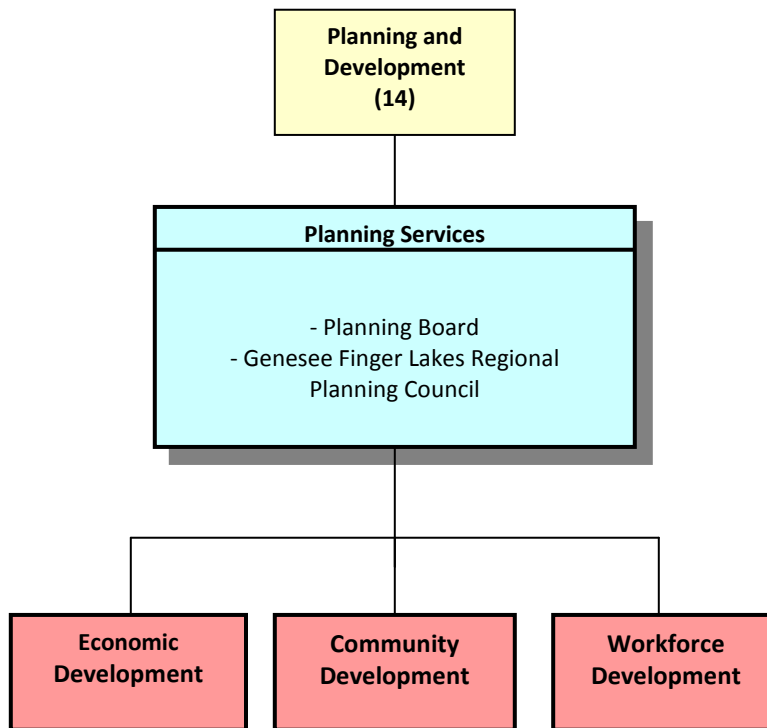 Planning and
Development
(14)
Planning Services
- Planning Board
- Genesee Finger Lakes Regional
Planning Council
Economic
Development
Community
Development
Workforce
Development